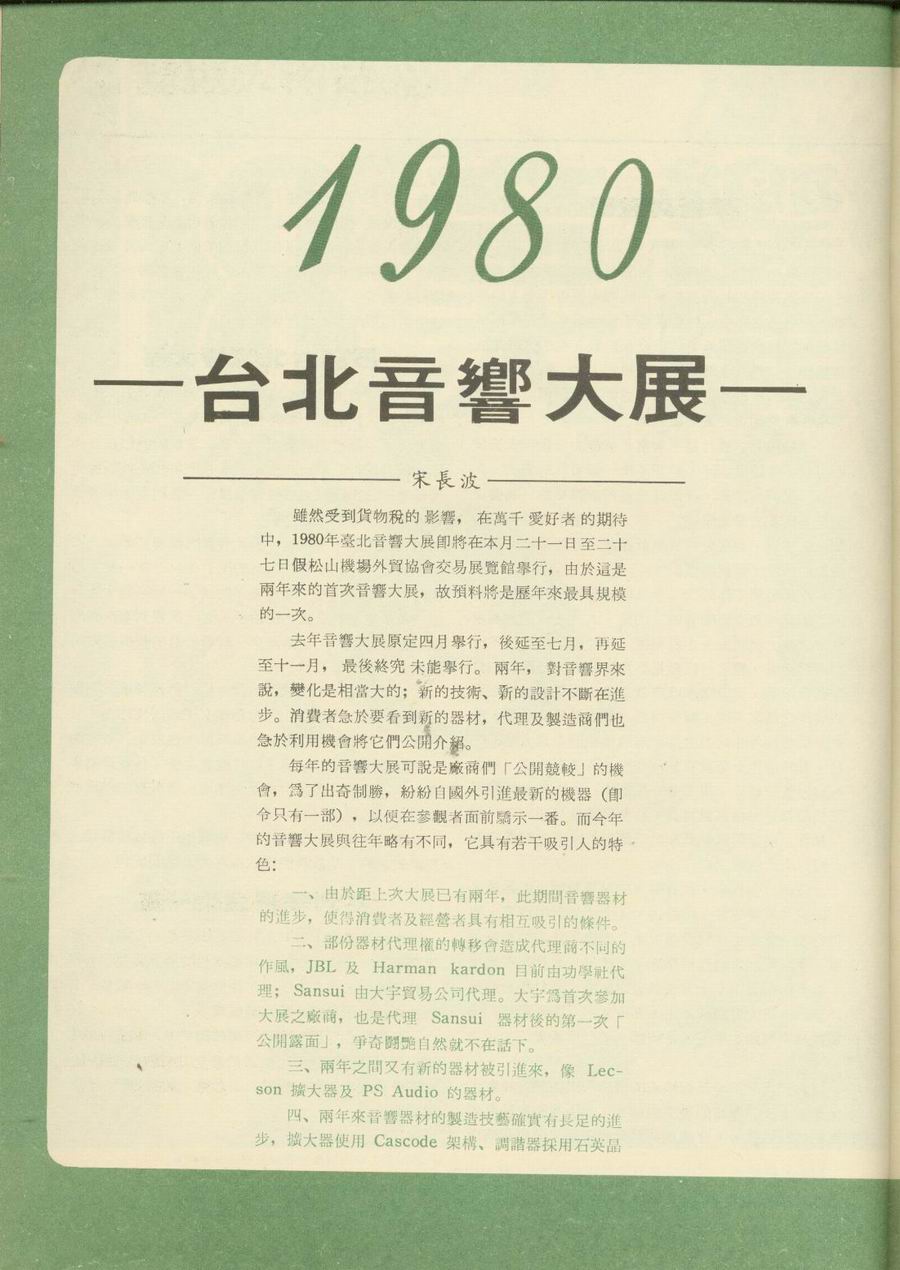 1980
—台北音響大展—
宋長波
雖然受到貨物稅的影響，在萬千愛好者的期待
中，1980年臺北音響大展即將在本月二十一日至二十
七日假松山機場外貿協會交易展覽館舉行，由於這是
兩年來的首次音響大展，故預料將是歷年來最具規模
的一次。
去年音響大展原定四月舉行，後延至七月，再延
至十一月，最後終究未能舉行。兩年，對音響界來
說，變化是相當大的；新的技術、新的設計不斷在進
步。消費者急於要看到新的器材，代理及製造商們也
急於利用機會將它們公開介紹。
每年的音響大展可說是廠商們「公開競較」的機
會，爲了出奇制勝，紛紛自國外引進最新的機器（即
令只有一部），以便在參觀者面前驕示一番。而今年
的音響大展與往年略有不同，它具有若干吸引人的特
色：
一、由於距上次大展已有兩年，此期間音響器材
的進步，使得消費者及經營者具有相互吸引的條件。
二、部份器材代理權的轉移會造成代理商不同的
作風，JBL 及 Harman kardon 目前由功學社代
理；Sansui 由大宇貿易公司代理。大宇爲首次參加
大展之廠商，也是代理 Sansui 器材後的第一次「
公開露面」，爭奇鬪艷自然就不在話下。
三、兩年之間又有新的器材被引進來，像 Lec-
son 擴大器及 PS Audio 的器材。
四、兩年來音響器材的製造技藝確實有長足的進
步，擴大器使用 Cascode 架構、調諧器採用石英晶